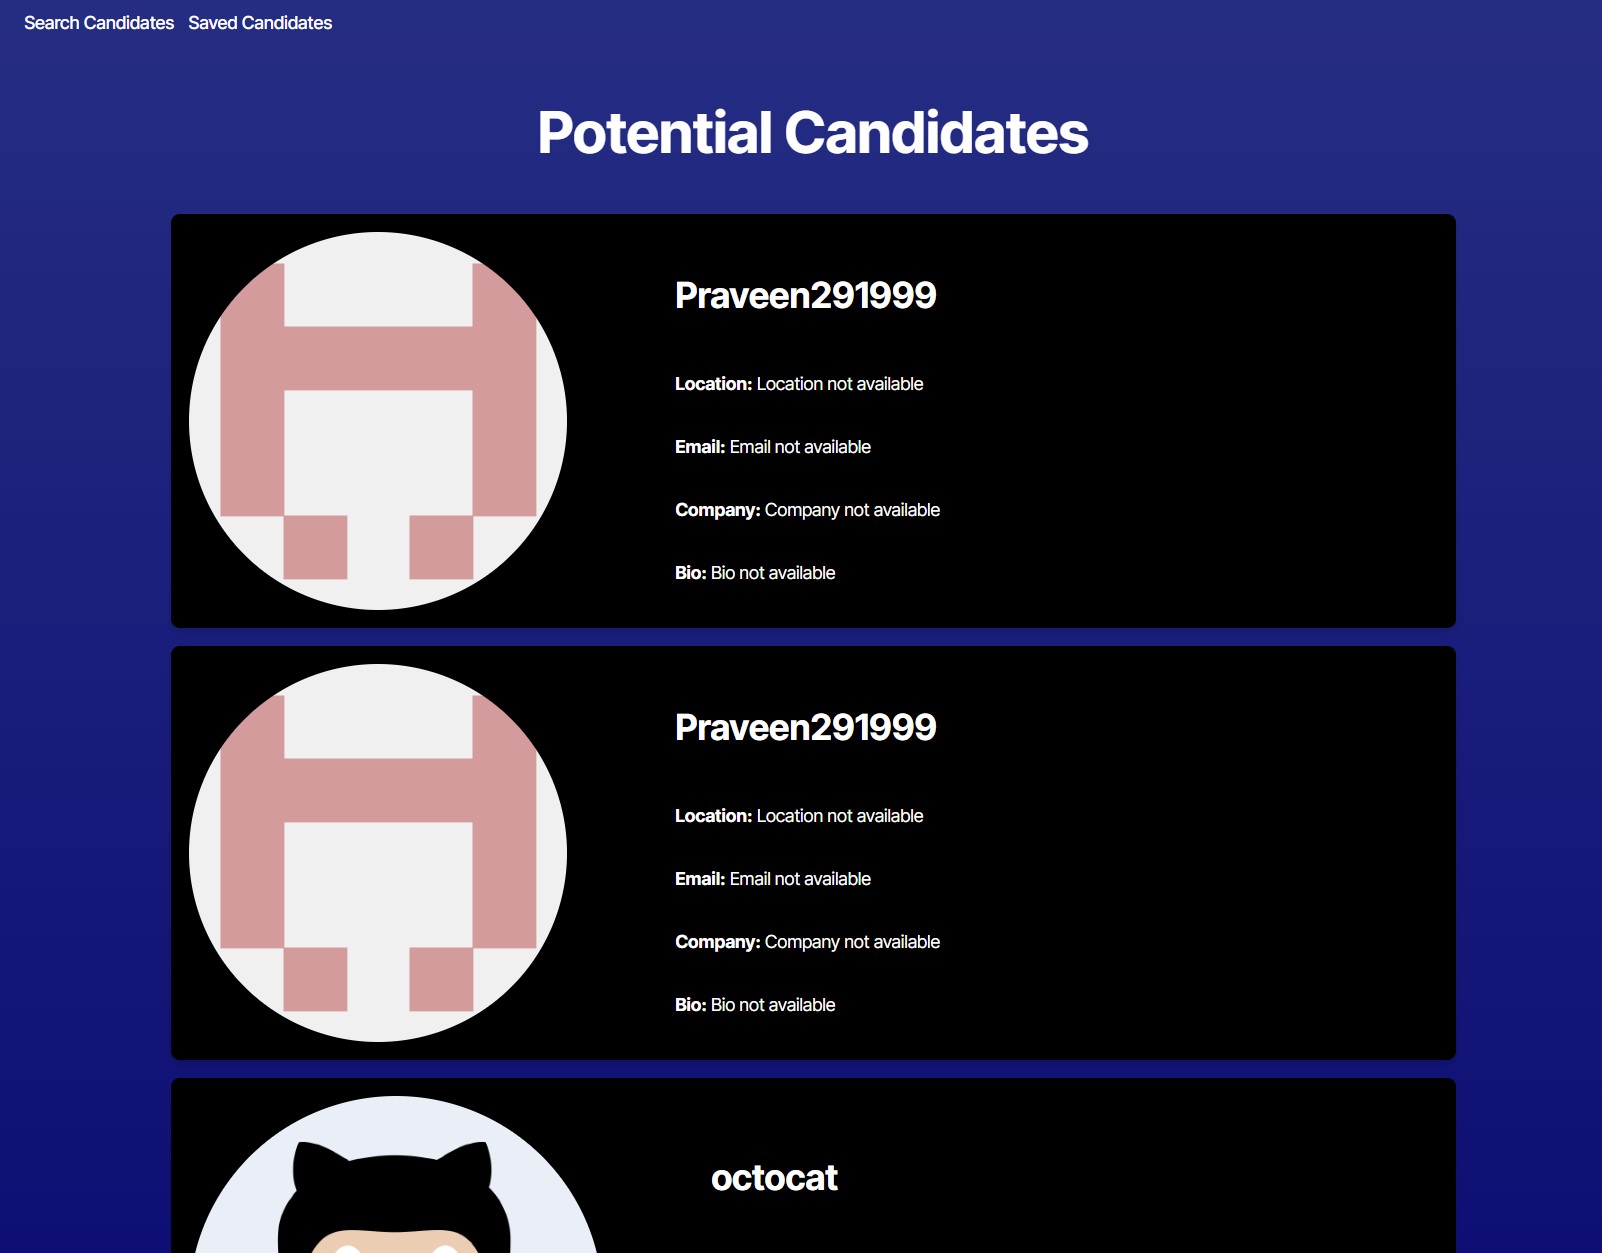 Search Candidates Saved Candidates
Potential Candidates
Praveen291999
Location: Location not available
Email: Email not available
Company: Company not available
Bio: Bio not available
Praveen291999
Location: Location not available
Email: Email not available
Company: Company not available
Bio: Bio not available
octocat